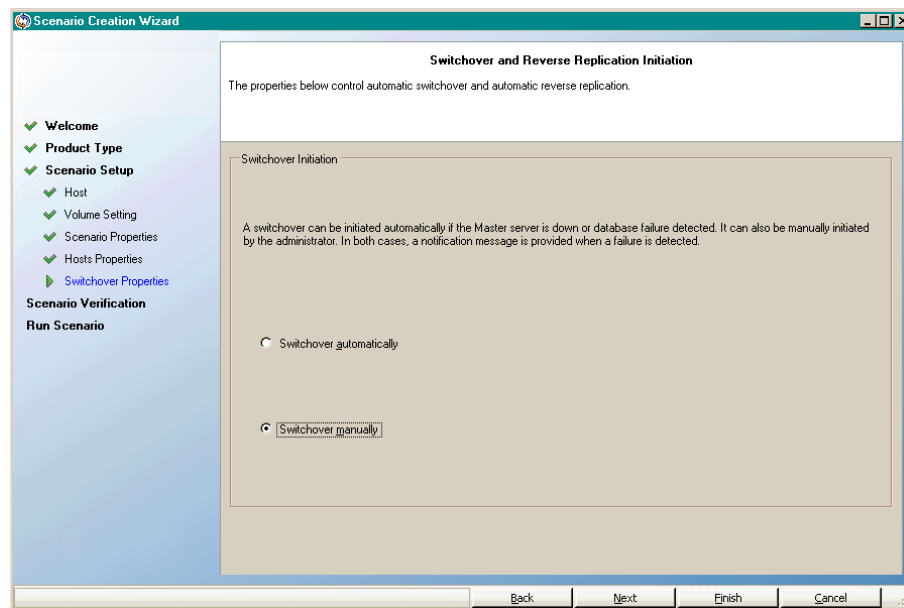 Scenario Creation Wizard
Switchover and Reverse Replication Initiation
The properties below control automatic switchover and automatic reverse replication.
Welcome
Product Type
Scenario Setup
Host
Volume Setting
Scenario Properties
Hosts Properties
Switchover Properties
Scenario Verification
Run Scenario
Switchover Initiation
A switchover can be initiated automatically if the Master server is down or database failure detected. It can also be manually initiated
by the administrator. In both cases, a notification message is provided when a failure is detected.
Switchover automatically
Switchover manually
Back
Next
Finish
Cancel